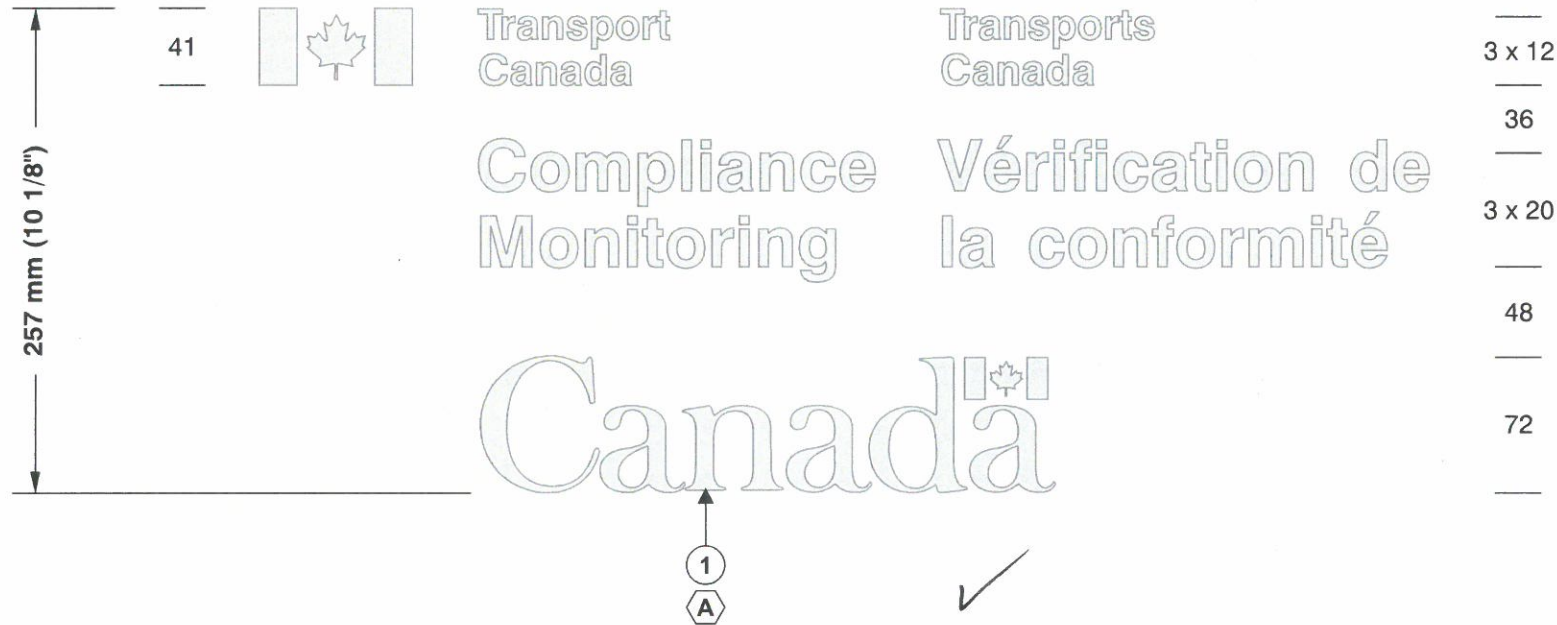 41
Transport
Canada
Transports
Canada
3 x 12
36
Compliance
Monitoring
Vérification de
la conformité
3 x 20
257 mm (10 1/8")
48
Canada
72
1
A